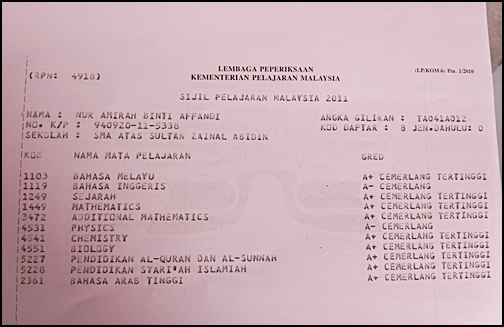 (RPN: 4918)
LEMBAGA PEPERIKSAAN (LP/KOM.6) Pin. 1/2010
KEMENTERIAN PELAJARAN MALAYSIA
SIJIL PELAJARAN MALAYSIA 2011
NAMA : NUR AMIRAH BINTI AFFANDI ANGKA GILIRAN : TA041A012
NO. K/P : 940920-11-5338 KOD DAFTAR : 8 JEN.DAHULU: 0
SEKOLAH : SMA ATAS SULTAN ZAINAL ABIDIN
KOD NAMA MATA PELAJARAN GRED
1103 BAHASA MELAYU A+ CEMERLANG TERTINGGI
1119 BAHASA INGGERIS A- CEMERLANG
1249 SEJARAH A+ CEMERLANG TERTINGGI
1449 MATHEMATICS A+ CEMERLANG TERTINGGI
3472 ADDITIONAL MATHEMATICS A+ CEMERLANG TERTINGGI
4531 PHYSICS A- CEMERLANG
4541 CHEMISTRY A+ CEMERLANG TERTINGGI
4551 BIOLOGY A+ CEMERLANG TERTINGGI
5227 PENDIDIKAN AL-QURAN DAN AL-SUNNAH A+ CEMERLANG TERTINGGI
5228 PENDIDIKAN SYARI'AH ISLAMIAH A+ CEMERLANG TERTINGGI
2361 BAHASA ARAB TINGGI A+ CEMERLANG TERTINGGI